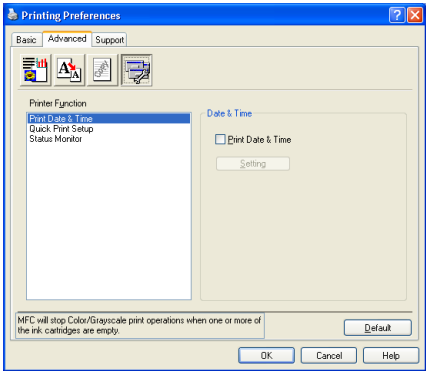 Printing Preferences
Basic Advanced Support
Printer Function
Print Date & Time
Quick Print Setup
Status Monitor
Date & Time
Print Date & Time
Setting
MFC will stop Color/Grayscale print operations when one or more of
the ink cartridges are empty.
Default
OK Cancel Help